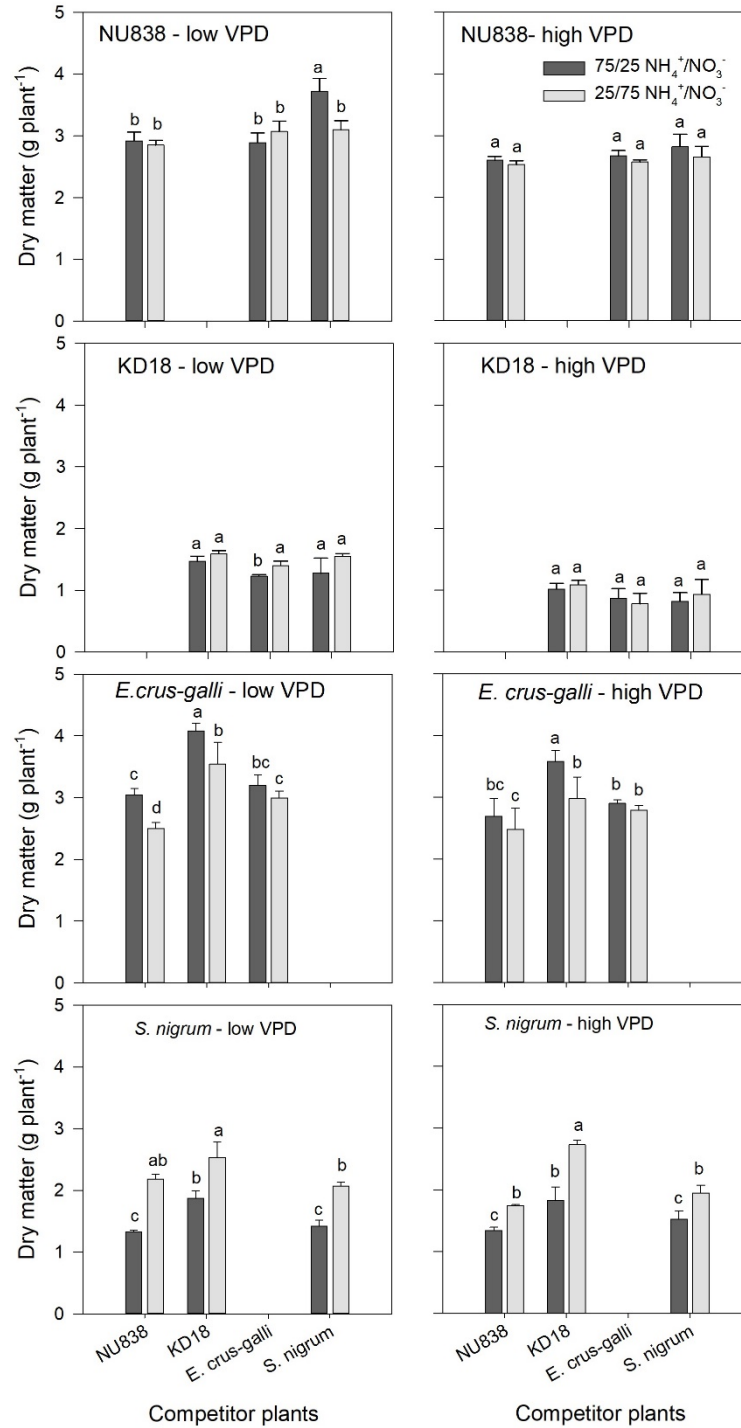 NU838 - low VPD
5
4
3
2
1
0
Dry matter (g plant⁻¹)
b b b b a b
NU838- high VPD
75/25 NH₄⁺/NO₃⁻
25/75 NH₄⁺/NO₃⁻
a a a a a a
KD18 - low VPD
5
4
3
2
1
0
Dry matter (g plant⁻¹)
a a b a a a
KD18 - high VPD
a a a a a a
E.crus-galli - low VPD
5
4
3
2
1
0
Dry matter (g plant⁻¹)
c d a b bc c
E. crus-galli - high VPD
bc c a b b b
S. nigrum - low VPD
5
4
3
2
1
0
Dry matter (g plant⁻¹)
c ab b a c b
S. nigrum - high VPD
c b b a c b
NU838 KD18 E. crus-galli S. nigrum
NU838 KD18 E. crus-galli S. nigrum
Competitor plants
Competitor plants